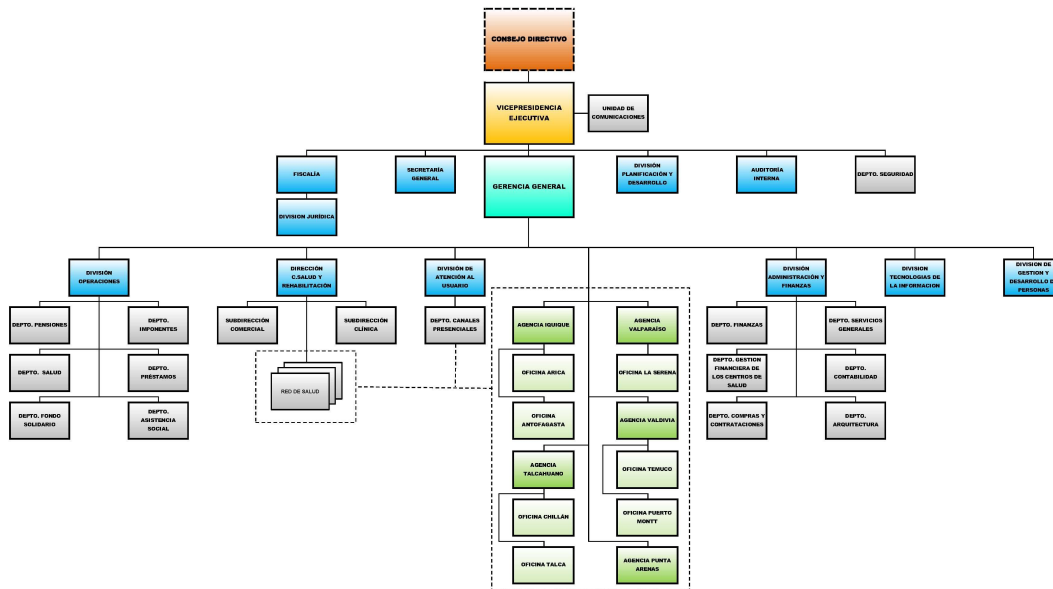 CONSEJO DIRECTIVO
VICEPRESIDENCIA
EJECUTIVA
UNIDAD DE
COMUNICACIONES
FISCALÍA
SECRETARÍA
GENERAL
GERENCIA GENERAL
DIVISIÓN
PLANIFICACIÓN Y
DESARROLLO
AUDITORÍA
INTERNA
DEPTO. SEGURIDAD
DIVISION JURÍDICA
DIVISIÓN
OPERACIONES
DIRECCIÓN
C.SALUD Y
REHABILITACIÓN
DIVISIÓN DE
ATENCIÓN AL
USUARIO
DIVISIÓN
ADMINISTRACIÓN Y
FINANZAS
DIVISION
TECNOLOGIAS DE
LA INFORMACION
DIVISION DE
GESTION Y
DESARROLLO DE
PERSONAS
DEPTO. PENSIONES
DEPTO.
IMPONENTES
SUBDIRECCIÓN
COMERCIAL
SUBDIRECCIÓN
CLÍNICA
DEPTO. CANALES
PRESENCIALES
AGENCIA IQUIQUE
AGENCIA
VALPARAÍSO
DEPTO. FINANZAS
DEPTO. SERVICIOS
GENERALES
DEPTO. SALUD
DEPTO.
PRÉSTAMOS
RED DE SALUD
OFICINA ARICA
OFICINA LA SERENA
DEPTO. GESTION
FINANCIERA DE
LOS CENTROS DE
SALUD
DEPTO.
CONTABILIDAD
DEPTO. FONDO
SOLIDARIO
DEPTO.
ASISTENCIA
SOCIAL
OFICINA
ANTOFAGASTA
AGENCIA VALDIVIA
DEPTO. COMPRAS Y
CONTRATACIONES
DEPTO.
ARQUITECTURA
AGENCIA
TALCAHUANO
OFICINA TEMUCO
OFICINA CHILLÁN
OFICINA PUERTO
MONTT
OFICINA TALCA
AGENCIA PUNTA
ARENAS